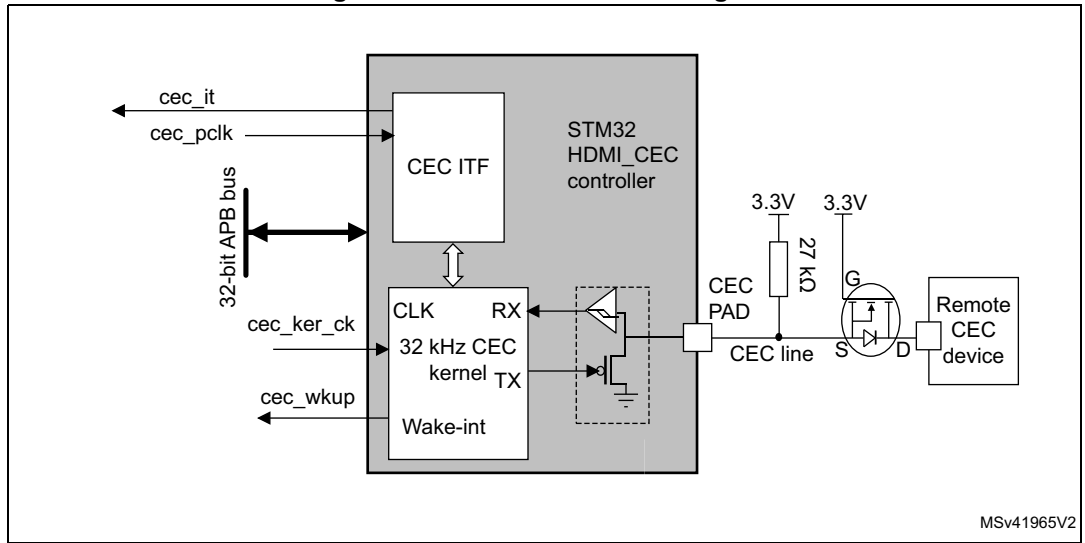 cec_it
cec_pclk
32-bit APB bus
cec_ker_ck
cec_wkup
CEC ITF
STM32
HDMI_CEC
controller
CLK
RX
32 kHz CEC
kernel
TX
Wake-int
CEC
PAD
CEC line
3.3V
3.3V
27 kΩ
G
S
D
Remote
CEC
device
MSv41965V2